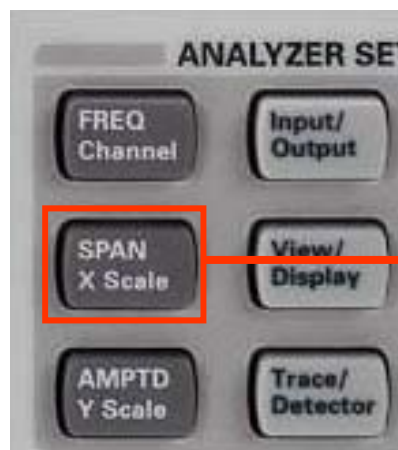 ANALYZER SE
FREQ
Channel
Input/
Output
SPAN
X Scale
View/
Display
AMPTD
Y Scale
Trace/
Detector